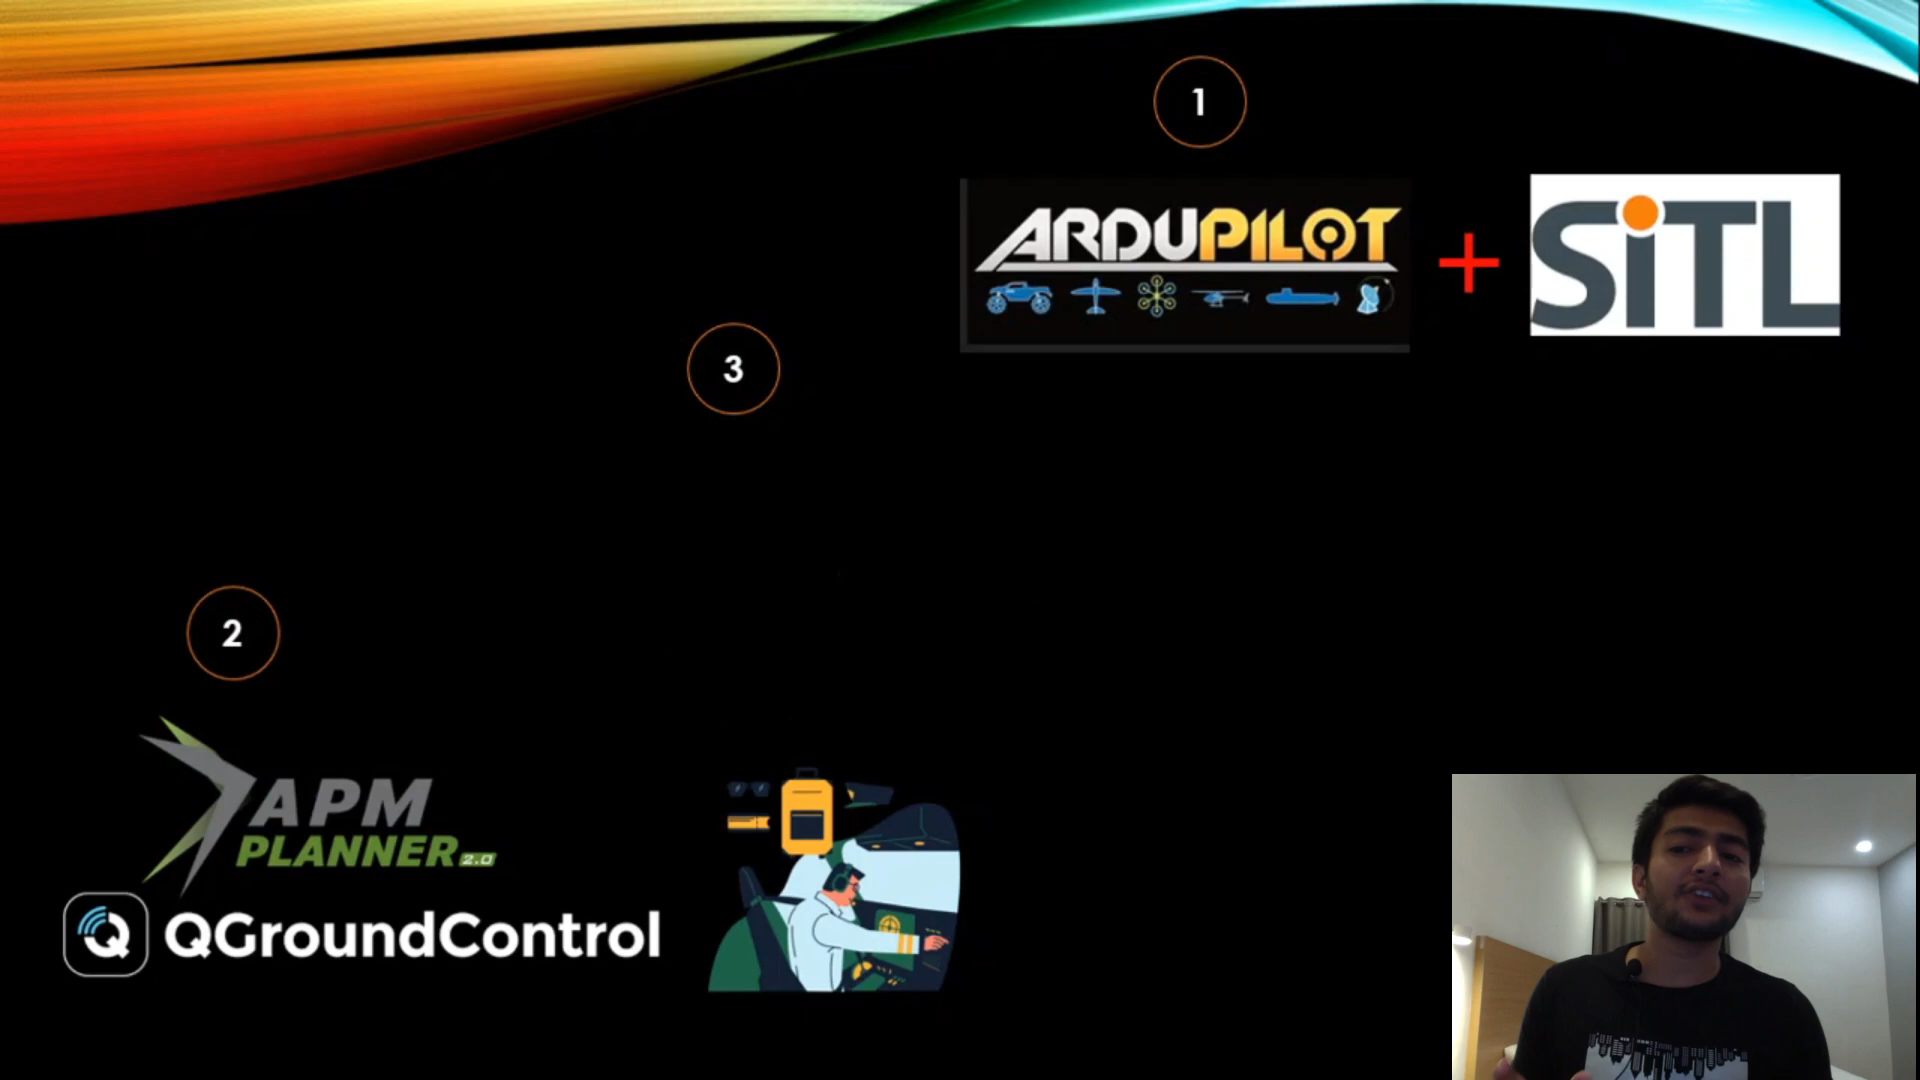 1
ARDUPILOT
SiTL
3
2
APM
PLANNER 2.0
QGroundControl